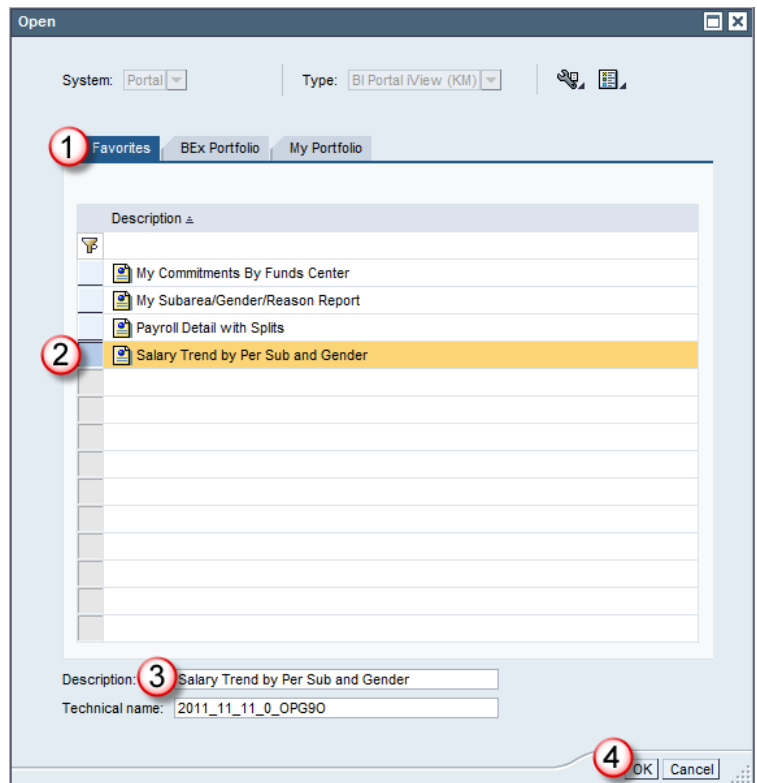 Open
System: Portal Type: BI Portal iView (KM)
1 Favorites BEx Portfolio My Portfolio
Description
My Commitments By Funds Center
My Subarea/Gender/Reason Report
Payroll Detail with Splits
2 Salary Trend by Per Sub and Gender
Description: 3 Salary Trend by Per Sub and Gender
Technical name: 2011_11_11_0_OPG9O
4 OK Cancel